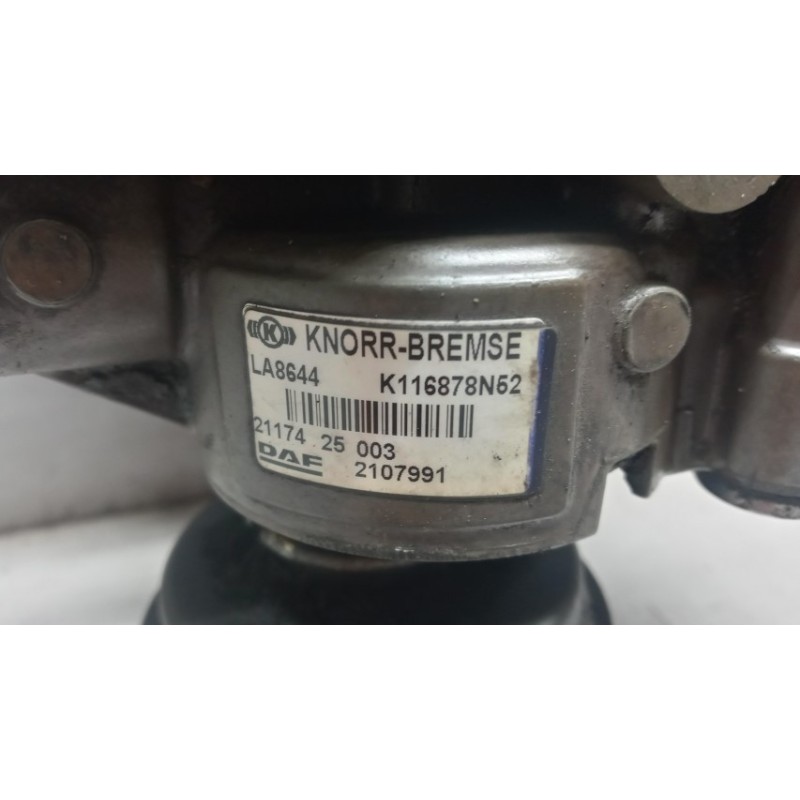 K KNORR-BREMSE
LA8644 K116878N52
21174 25 003
DAF 2107991